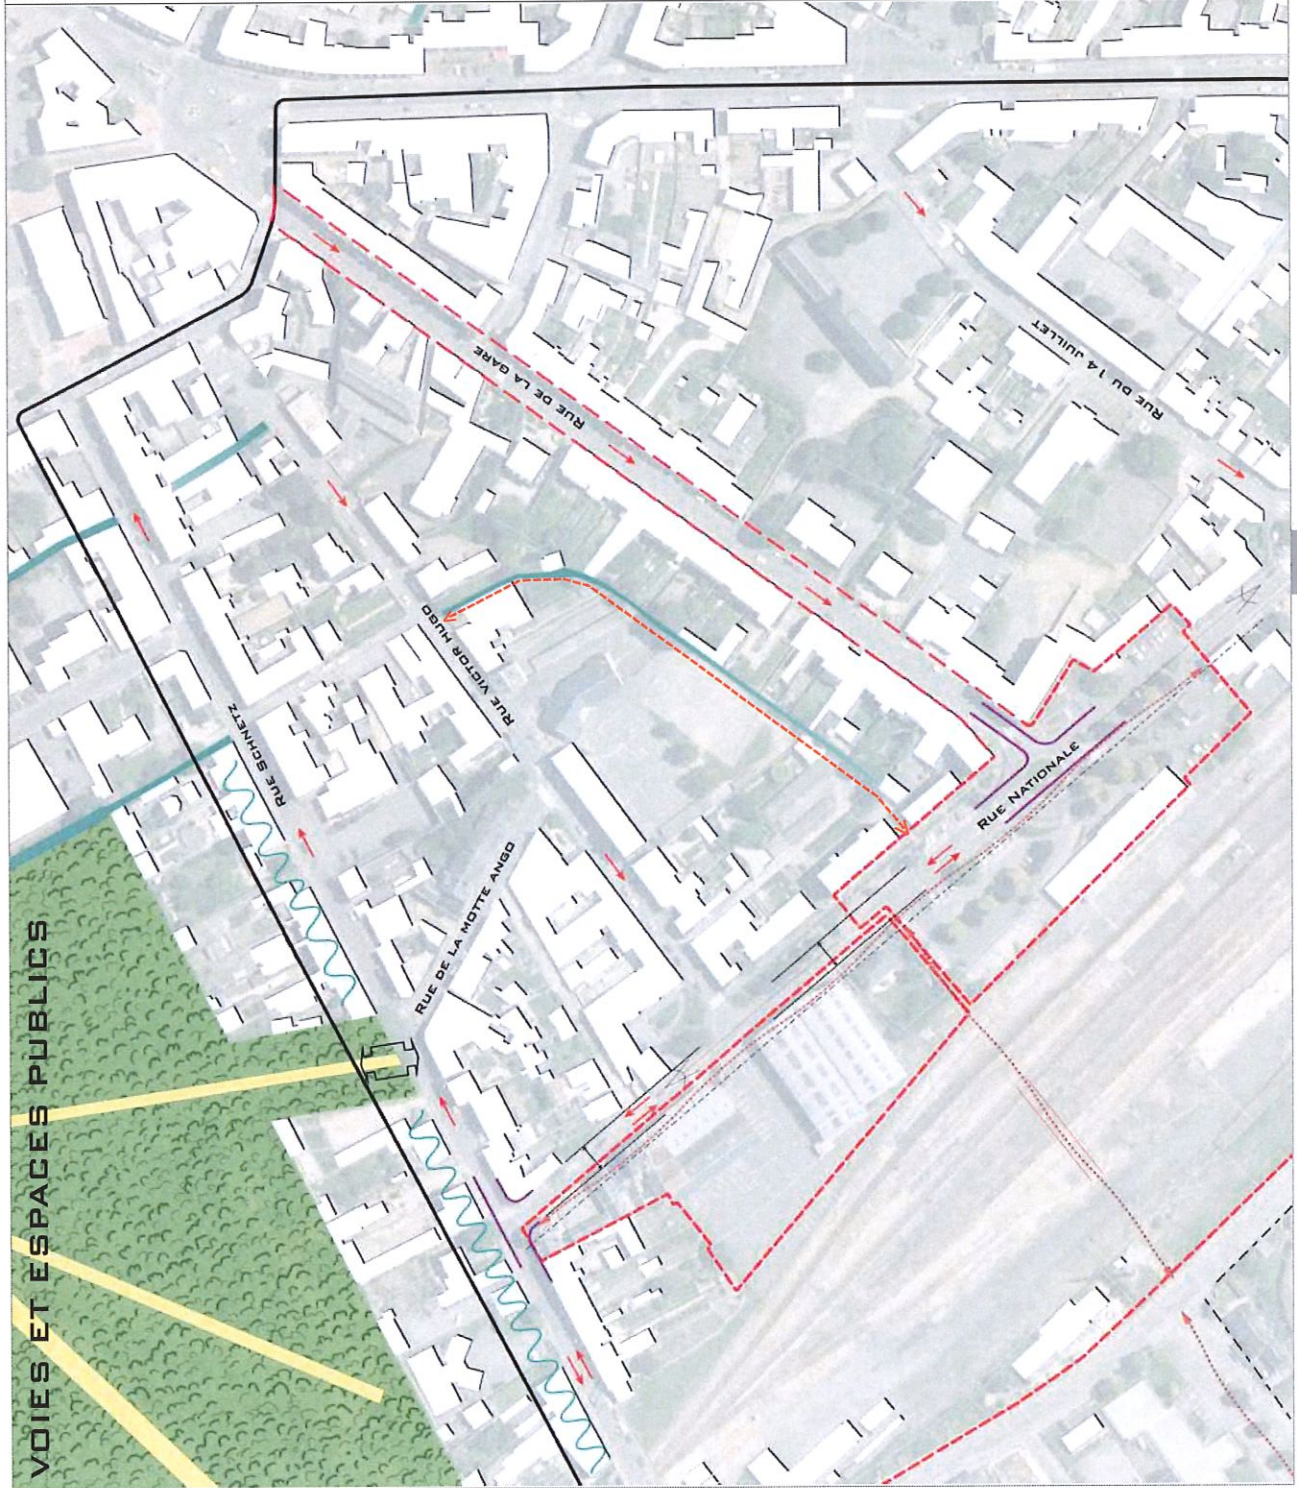 VOIES ET ESPACES PUBLICS
RUE SCHNETZ
RUE DE LA MOTTE ANGO
RUE VICTOR HUGO
RUE DE LA GARE
RUE NATIONALE
RUE DU 14 JUILLET